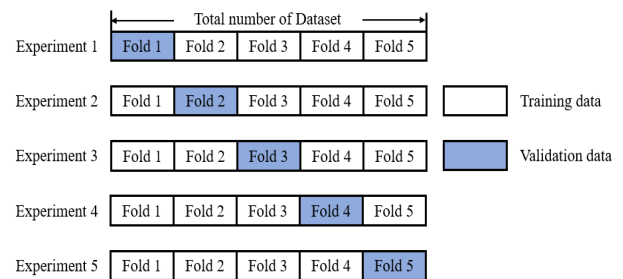 Total number of Dataset
Experiment 1 Fold 1 Fold 2 Fold 3 Fold 4 Fold 5
Experiment 2 Fold 1 Fold 2 Fold 3 Fold 4 Fold 5 Training data
Experiment 3 Fold 1 Fold 2 Fold 3 Fold 4 Fold 5 Validation data
Experiment 4 Fold 1 Fold 2 Fold 3 Fold 4 Fold 5
Experiment 5 Fold 1 Fold 2 Fold 3 Fold 4 Fold 5